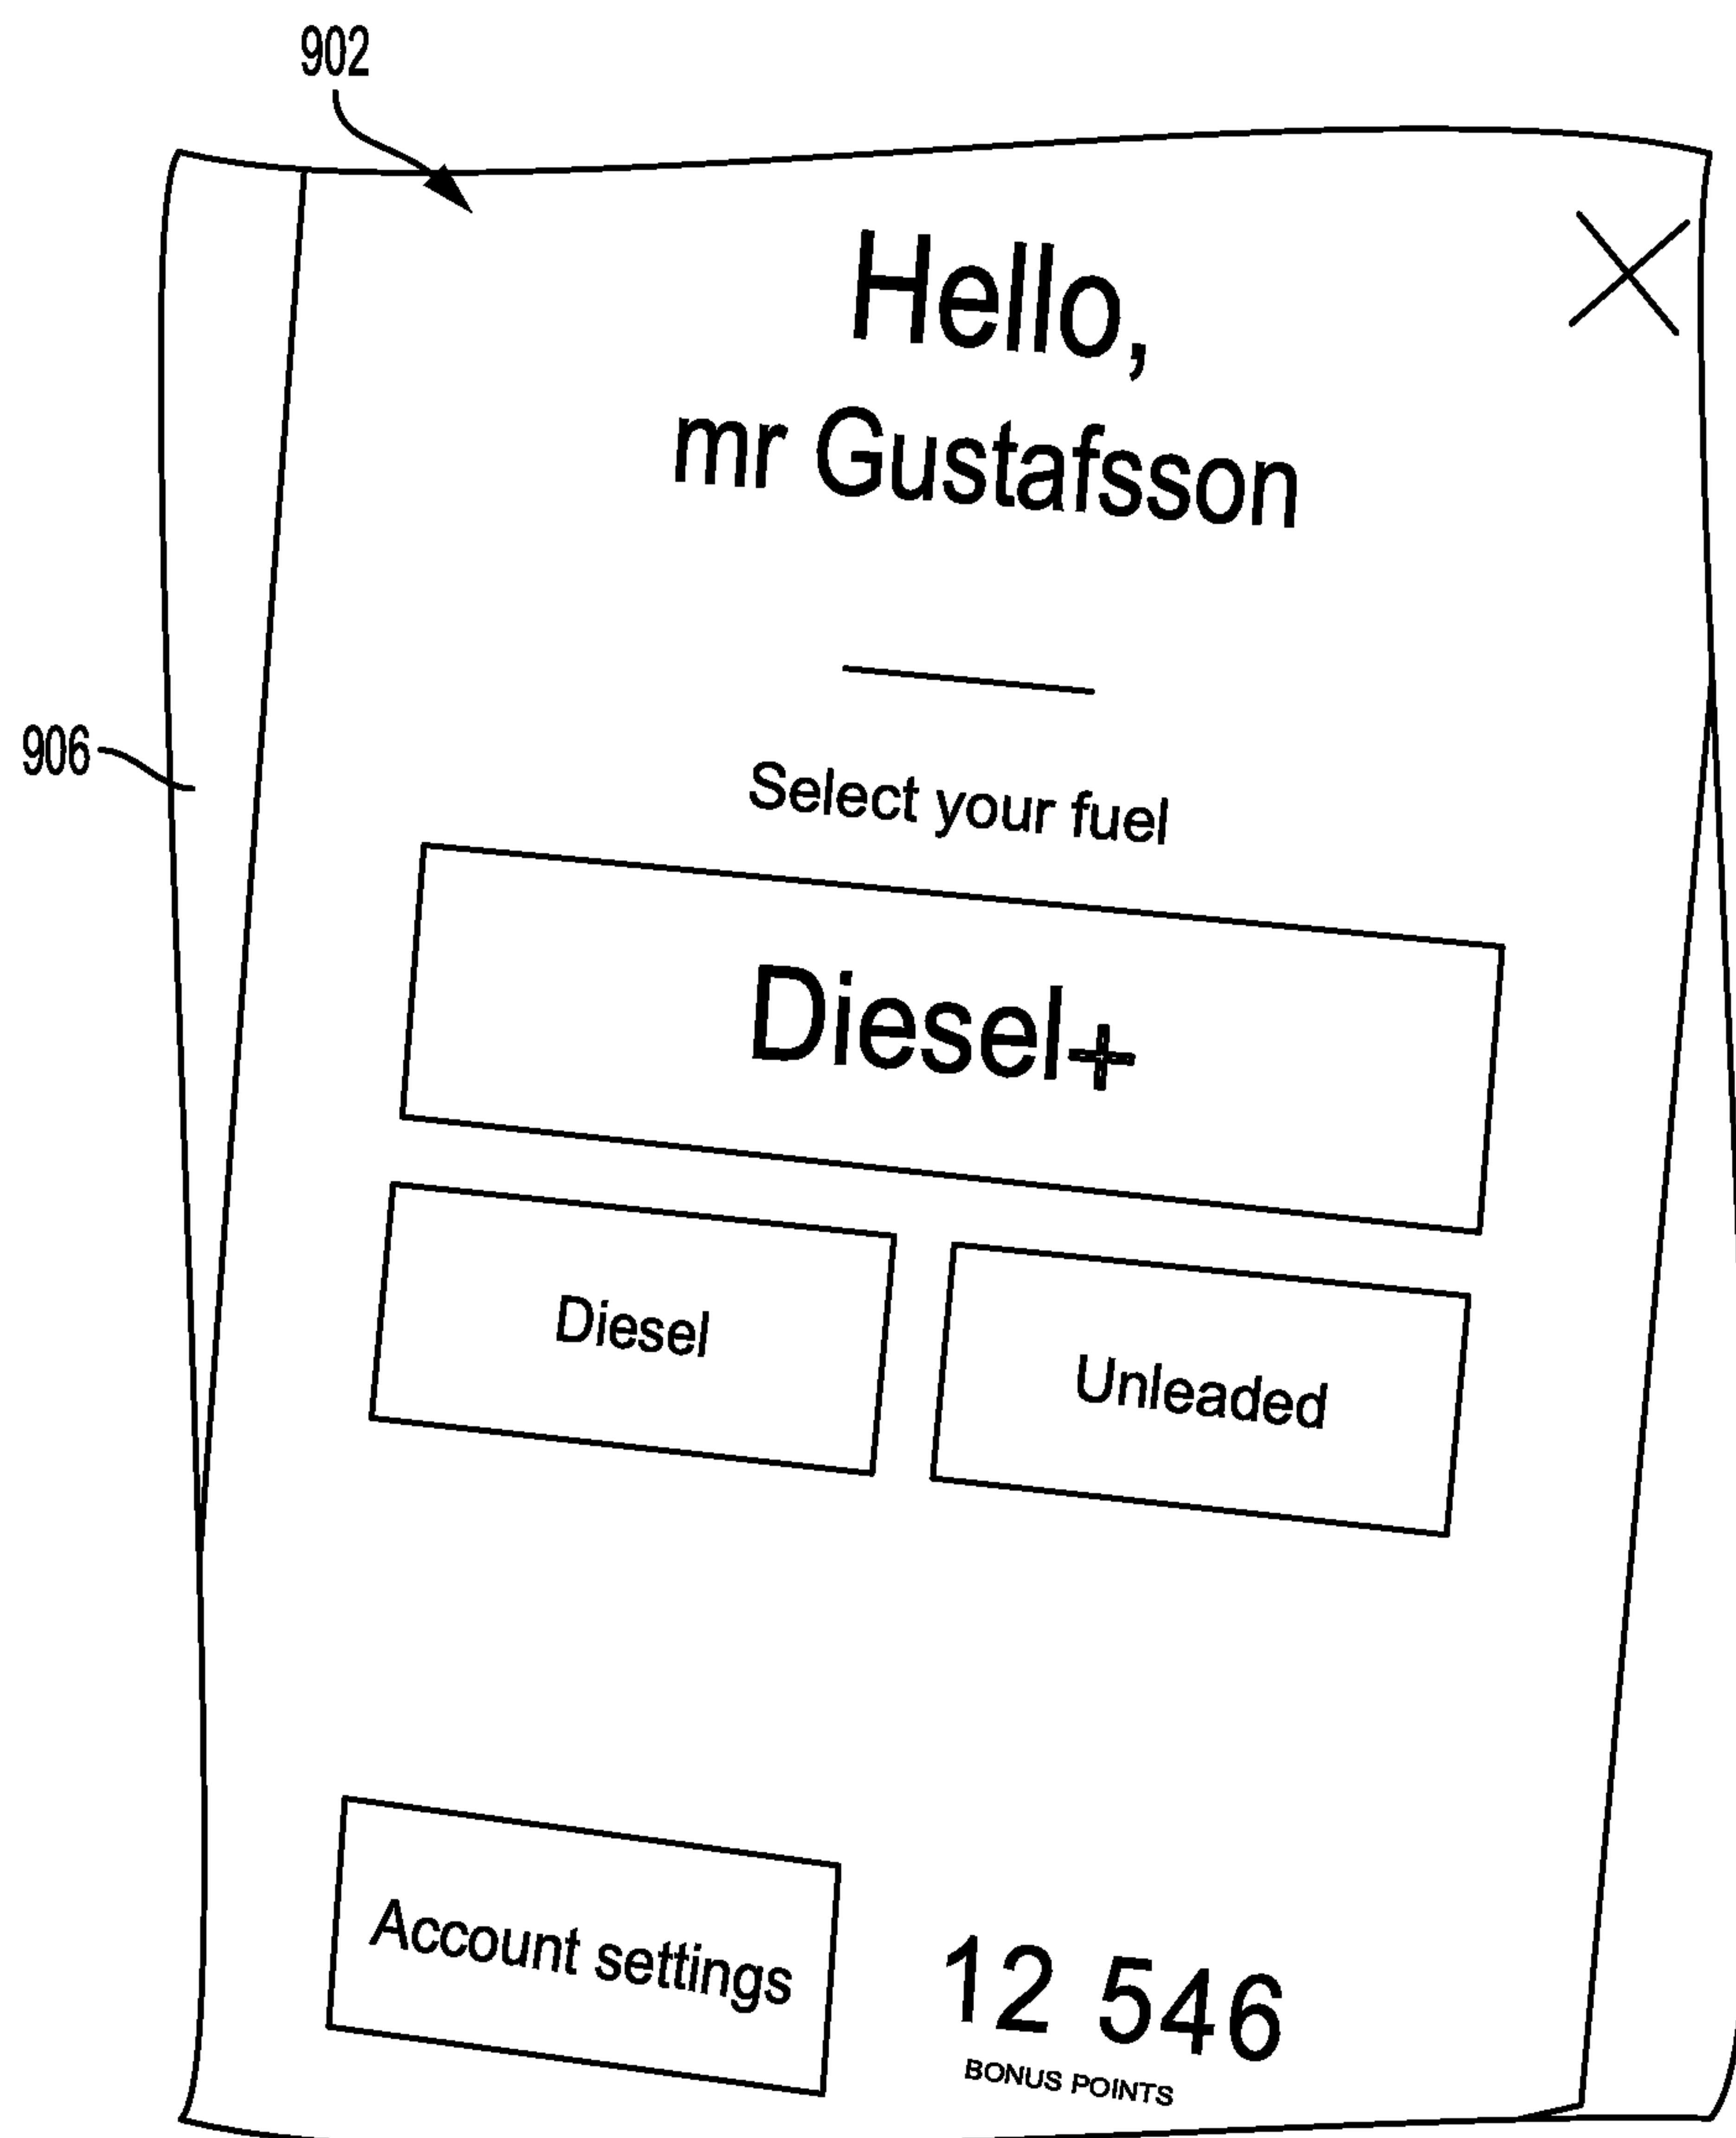 902
Hello,
mr Gustafsson
906
Select your fuel
Diesel+
Diesel
Unleaded
Account settings
12 546
BONUS POINTS